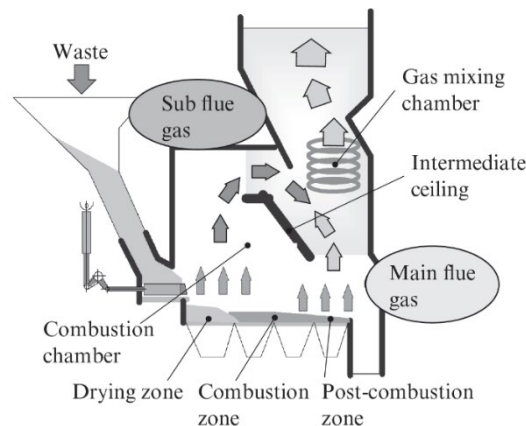 Waste
Sub flue
gas
Gas mixing
chamber
Intermediate
ceiling
Main flue
gas
Combustion
chamber
Drying zone
Combustion
zone
Post-combustion
zone